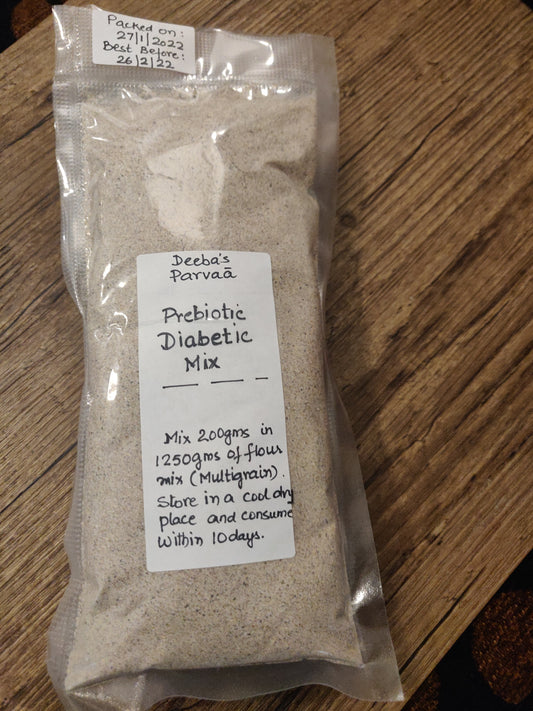 Packed on:
27/1/2022
Best Before:
26/2/22
Deeba's
Parvaā
Prebiotic
Diabetic
Mix
Mix 200gms in
1250gms of flour
mix (Multigrain).
Store in a cool dry
place and consume
within 10days.